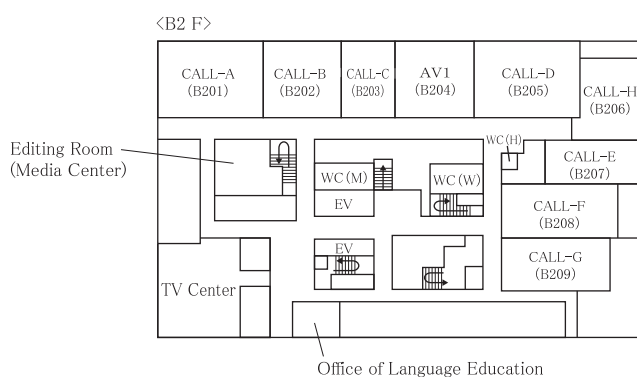 <B2 F>
CALL-A
(B201)
CALL-B
(B202)
CALL-C
(B203)
AV1
(B204)
CALL-D
(B205)
CALL-H
(B206)
WC(H)
CALL-E
(B207)
Editing Room
(Media Center)
WC(M)
WC(W)
EV
CALL-F
(B208)
EV
CALL-G
(B209)
TV Center
Office of Language Education